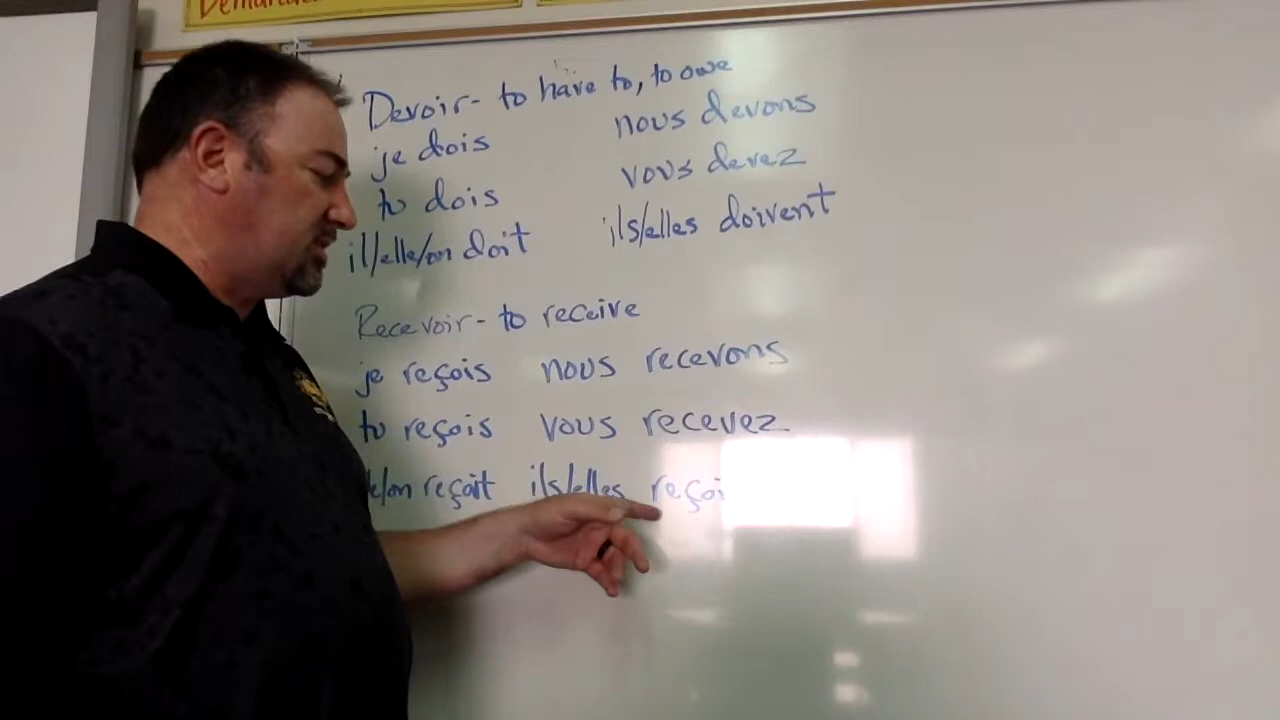 Devoir- to have to, to owe
je dois nous devons
tu dois vous devez
il/elle/on doit ils/elles doivent
Recevoir- to receive
je reçois nous recevons
tu reçois vous recevez
/on reçoit ils/elles